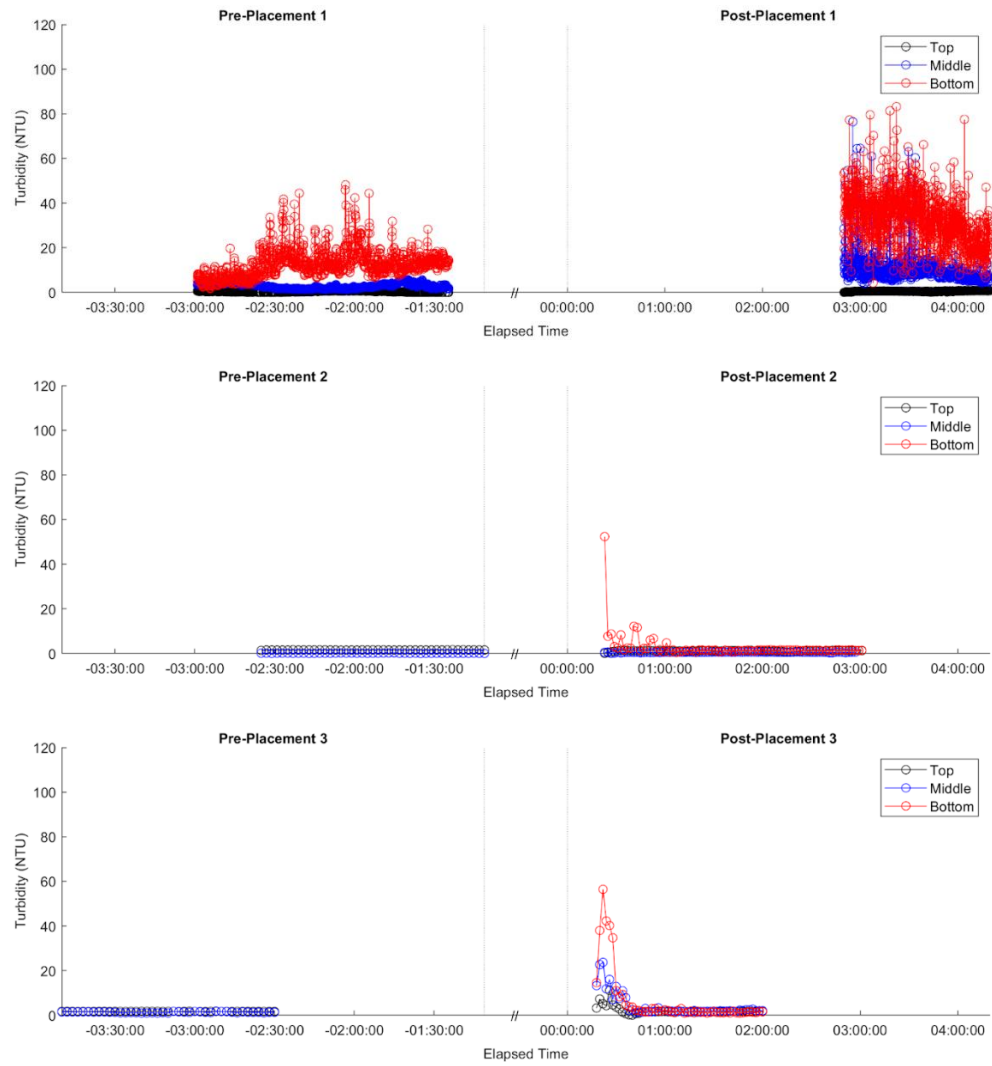 Pre-Placement 1 Post-Placement 1
120
100
80
60
40
20
0
Turbidity (NTU)
Top
Middle
Bottom
-03:30:00 -03:00:00 -02:30:00 -02:00:00 -01:30:00 // 00:00:00 01:00:00 02:00:00 03:00:00 04:00:00
Elapsed Time
Pre-Placement 2 Post-Placement 2
120
100
80
60
40
20
0
Turbidity (NTU)
Top
Middle
Bottom
-03:30:00 -03:00:00 -02:30:00 -02:00:00 -01:30:00 // 00:00:00 01:00:00 02:00:00 03:00:00 04:00:00
Elapsed Time
Pre-Placement 3 Post-Placement 3
120
100
80
60
40
20
0
Turbidity (NTU)
Top
Middle
Bottom
-03:30:00 -03:00:00 -02:30:00 -02:00:00 -01:30:00 // 00:00:00 01:00:00 02:00:00 03:00:00 04:00:00
Elapsed Time